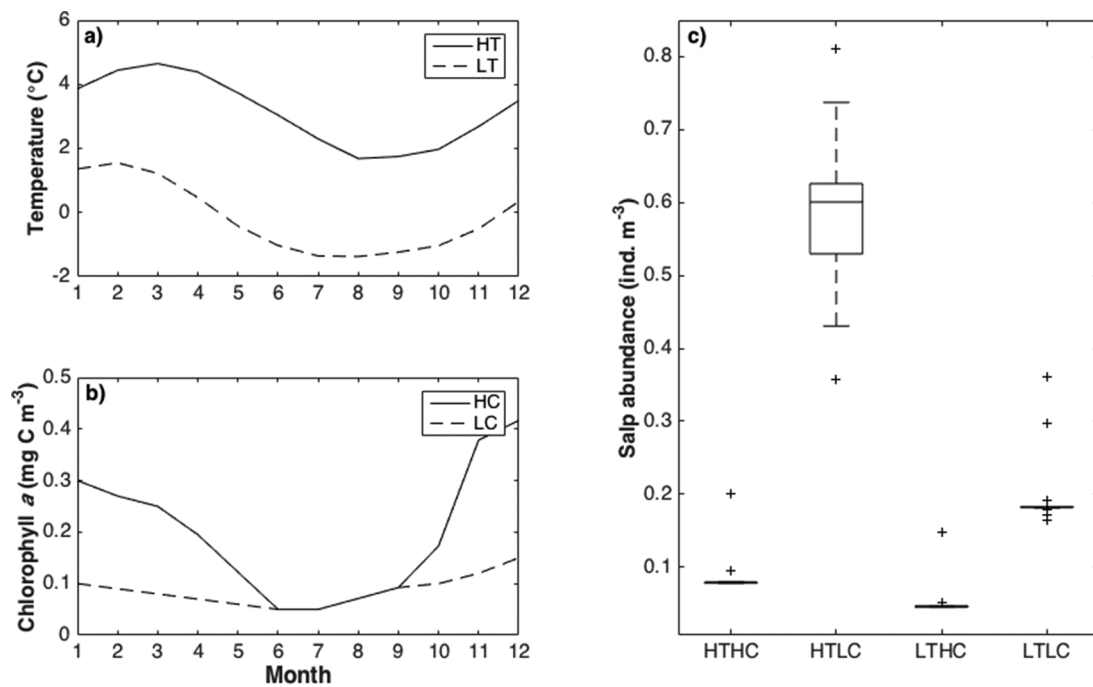 a)
HT
LT
Temperature (°C)
6
4
2
0
-2
1 2 3 4 5 6 7 8 9 10 11 12
b)
HC
LC
Chlorophyll a (mg C m-3)
0.5
0.4
0.3
0.2
0.1
0
1 2 3 4 5 6 7 8 9 10 11 12
Month
c)
Salp abundance (ind. m-3)
0.8
0.7
0.6
0.5
0.4
0.3
0.2
0.1
HTHC HTLC LTHC LTLC